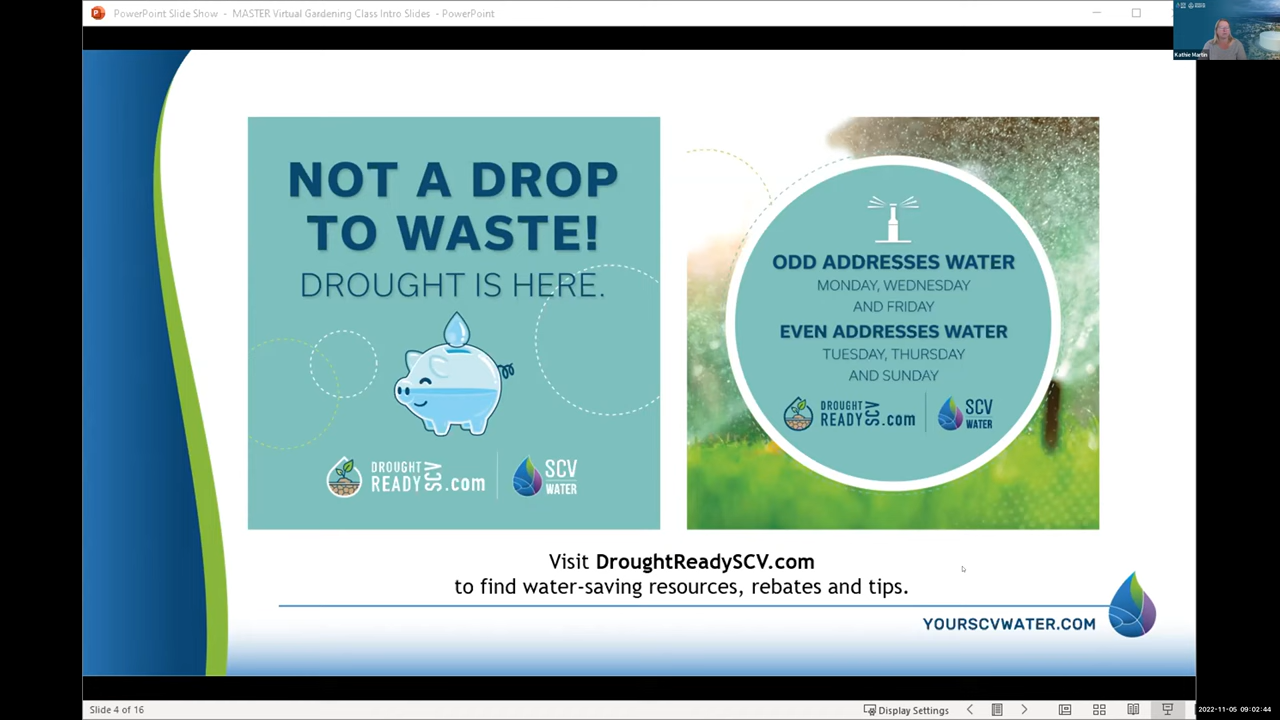 PowerPoint Slide Show - MASTER Virtual Gardening Class Intro Slides - PowerPoint
Kathie Martin
NOT A DROP
TO WASTE!
DROUGHT IS HERE.
DROUGHT
READY SCV .com
SCV
WATER
ODD ADDRESSES WATER
MONDAY, WEDNESDAY
AND FRIDAY
EVEN ADDRESSES WATER
TUESDAY, THURSDAY
AND SUNDAY
DROUGHT
READY SCV .com
SCV
WATER
Visit DroughtReadySCV.com
to find water-saving resources, rebates and tips.
YOURSCVWATER.COM
Slide 4 of 16
Display Settings
2022-11-05 09:02:44